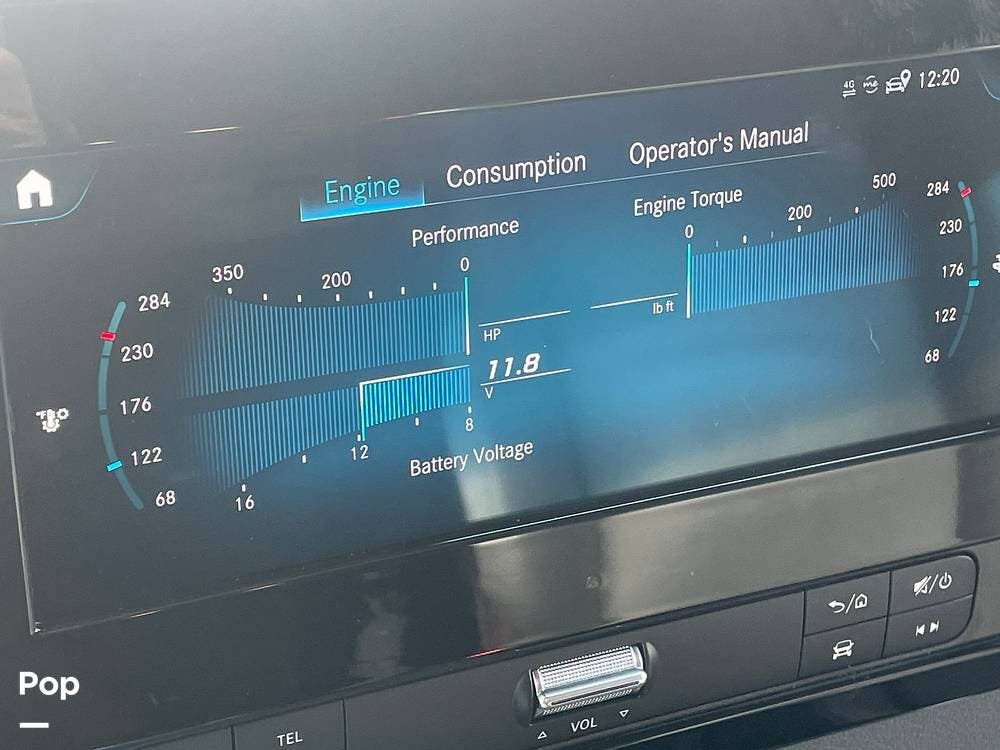 4G me 12:20
Engine Consumption Operator's Manual
Performance Engine Torque
350 200 0
0 200 500
284
230
176
122
68
284
230
176
122
68
HP
lb ft
11.8
V
16 12 8
Battery Voltage
Pop
TEL
VOL